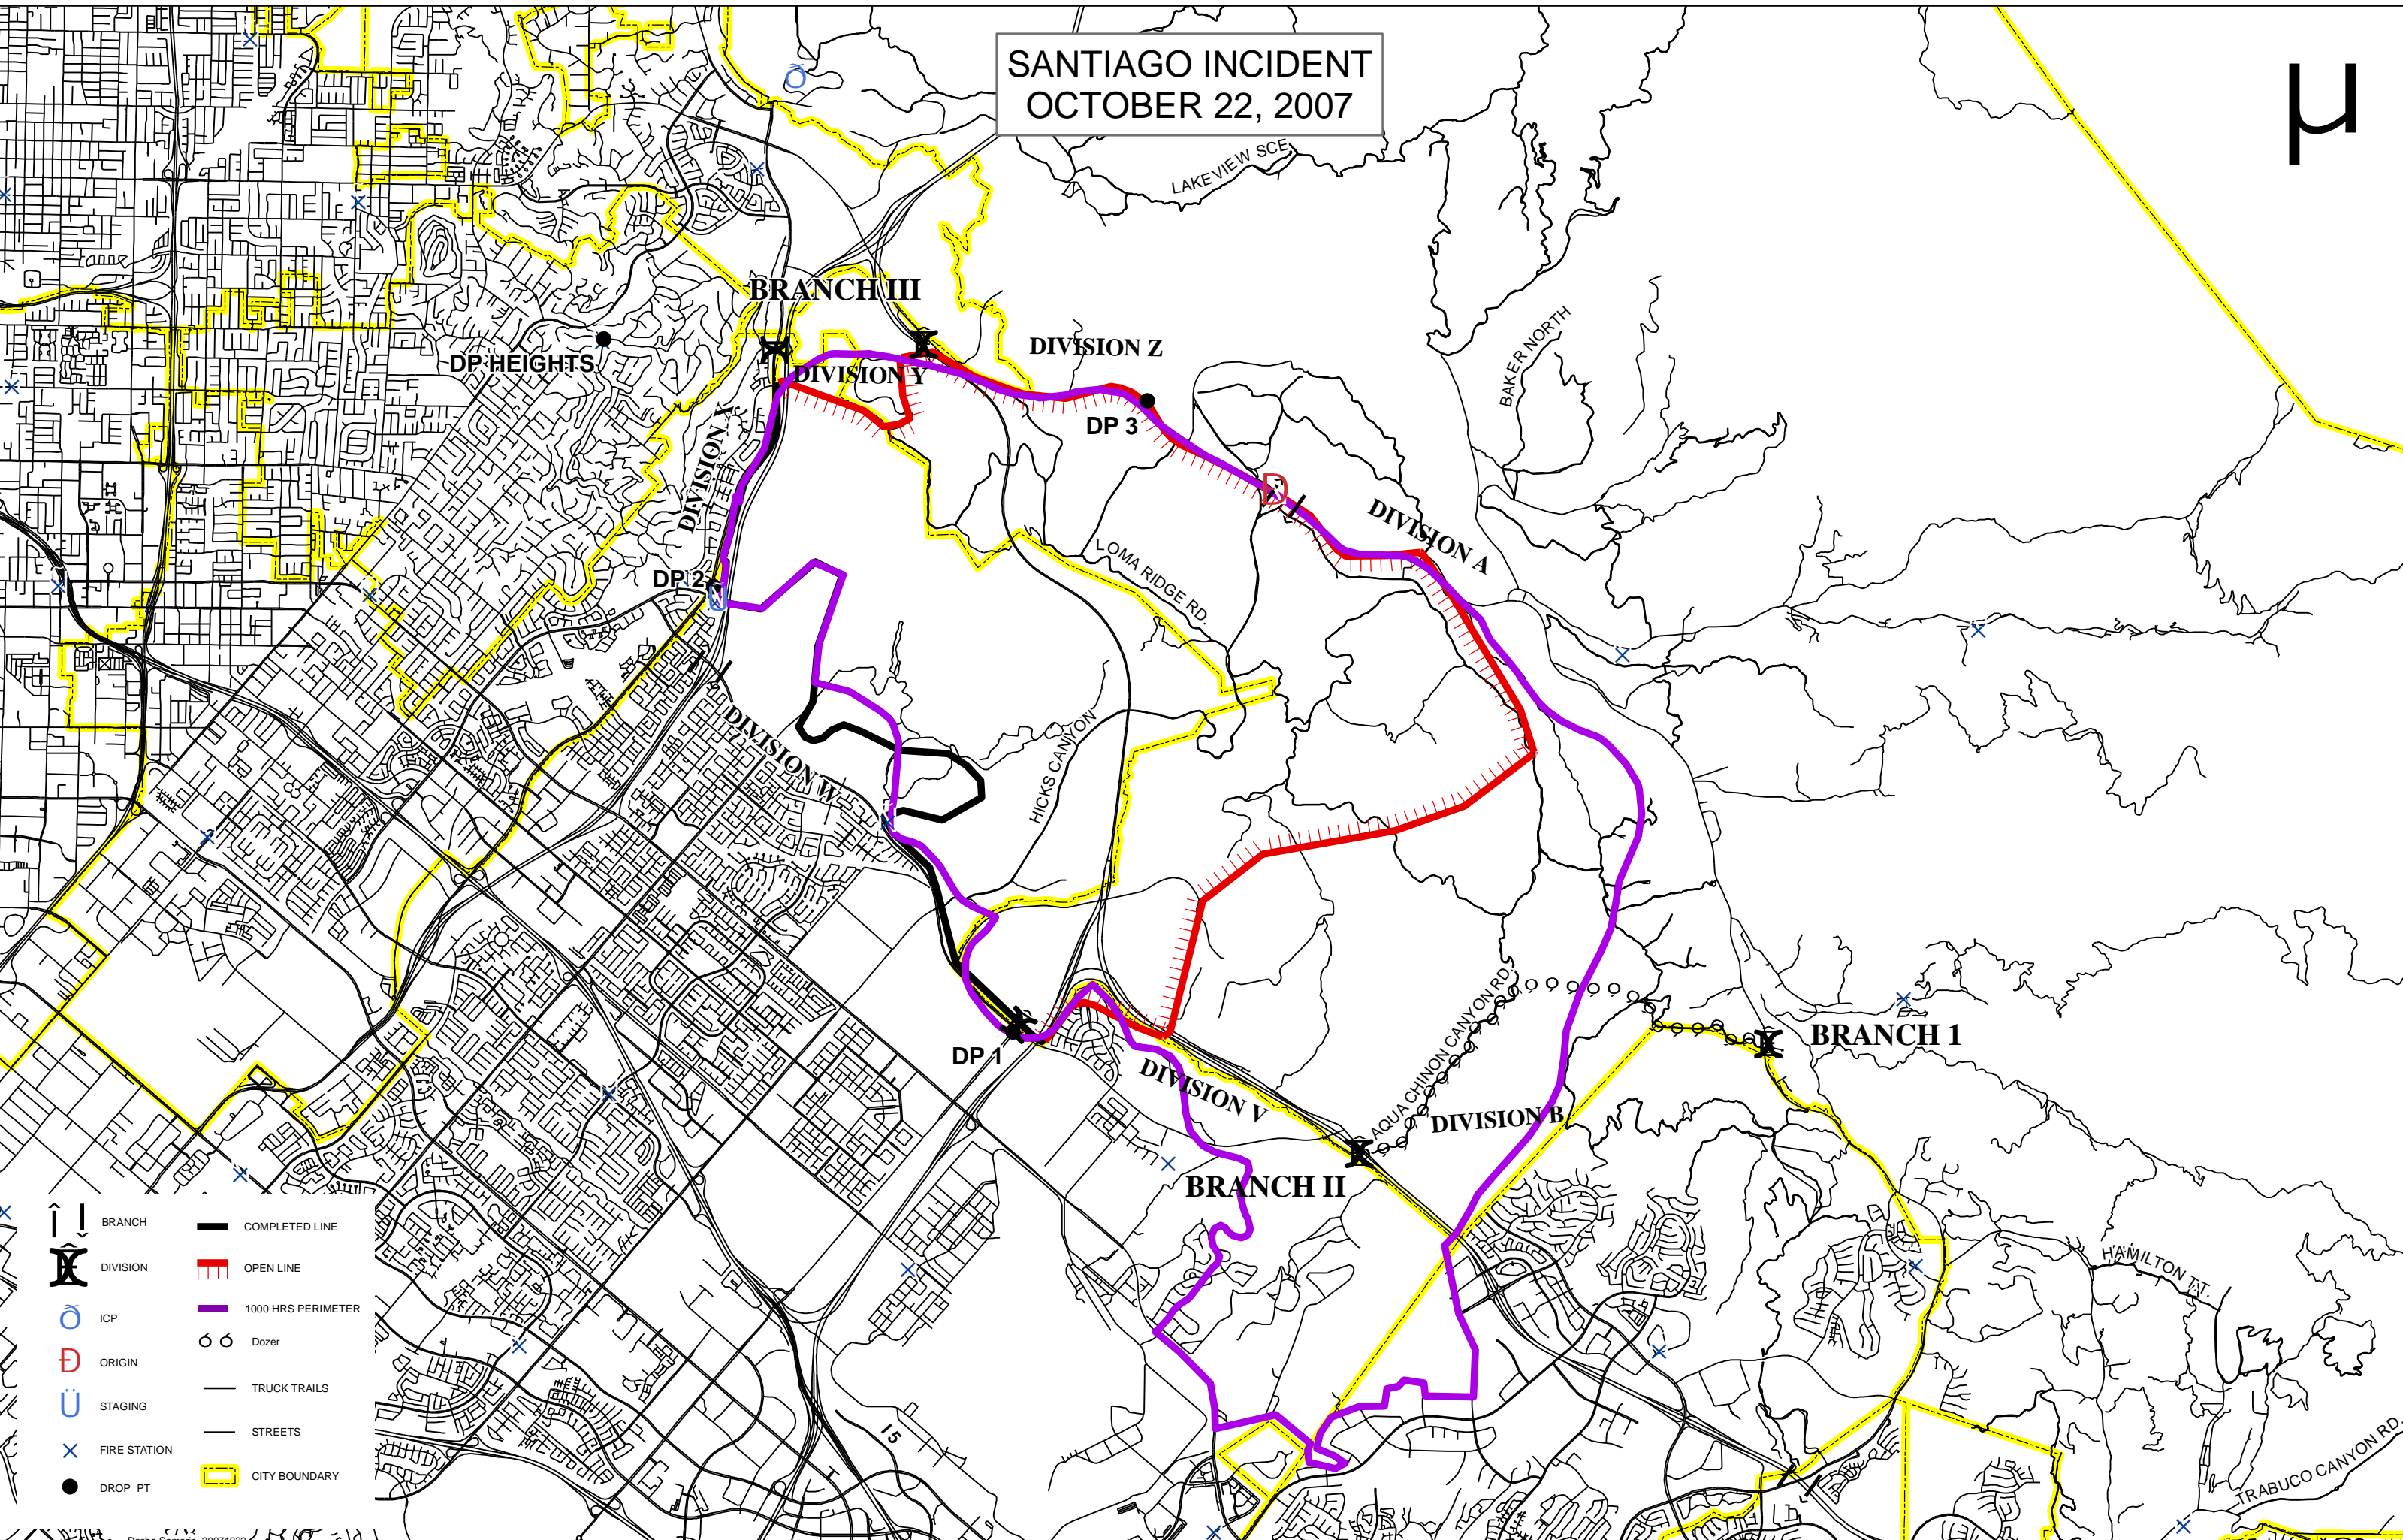 SANTIAGO INCIDENT
OCTOBER 22, 2007
µ
LAKE VIEW SCE
BRANCH III
DIVISION Z
BAKER NORTH
DP HEIGHTS
DIVISION Y
DP 3
DIVISION X
DIVISION A
LOMA RIDGE RD.
DP 2
DIVISION W
HICKS CANYON
AQUA CHINON CANYON RD.
BRANCH 1
DP 1
DIVISION V
DIVISION B
BRANCH II
HAMILTON T.T.
I 5
TRABUCO CANYON RD.
BRANCH
DIVISION
ICP
ORIGIN
STAGING
FIRE STATION
DROP_PT
COMPLETED LINE
OPEN LINE
1000 HRS PERIMETER
Dozer
TRUCK TRAILS
STREETS
CITY BOUNDARY